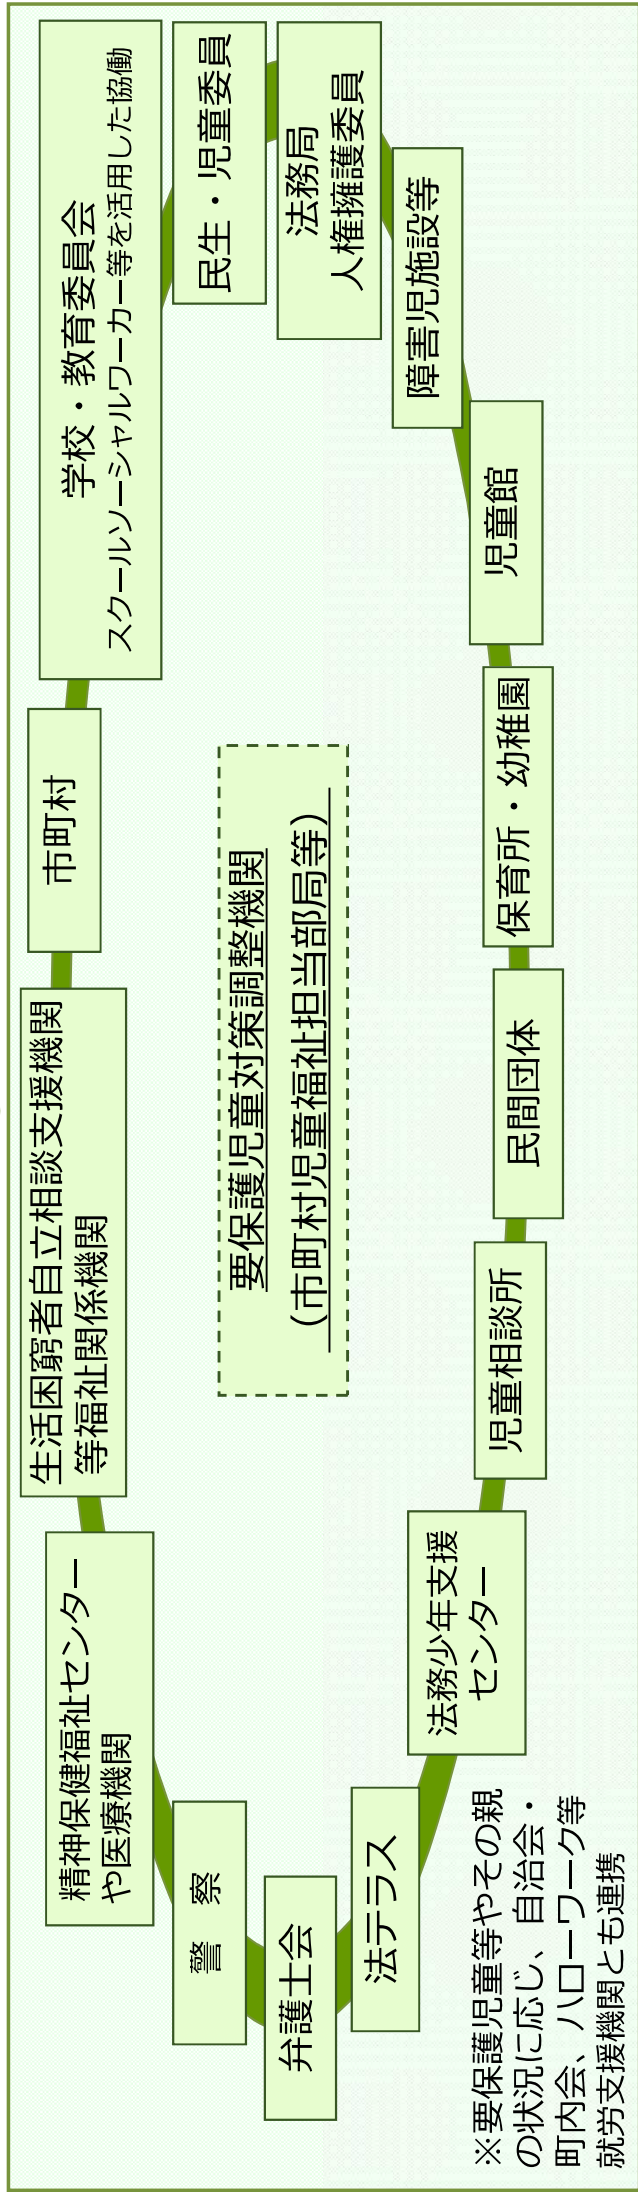 生活困窮者自立相談支援機関
等福祉関係機関
市町村
学校・教育委員会
スクールソーシャルワーカー等を活用した協働
精神保健福祉センター
や医療機関
民生・児童委員
警　察
法務局
人権擁護委員
弁護士会
要保護児童対策調整機関
（市町村児童福祉担当部局等）
法テラス
障害児施設等
法務少年支援
センター
児童館
児童相談所
保育所・幼稚園
民間団体
※要保護児童等やその親
の状況に応じ、自治会・
町内会、ハローワーク等
就労支援機関とも連携